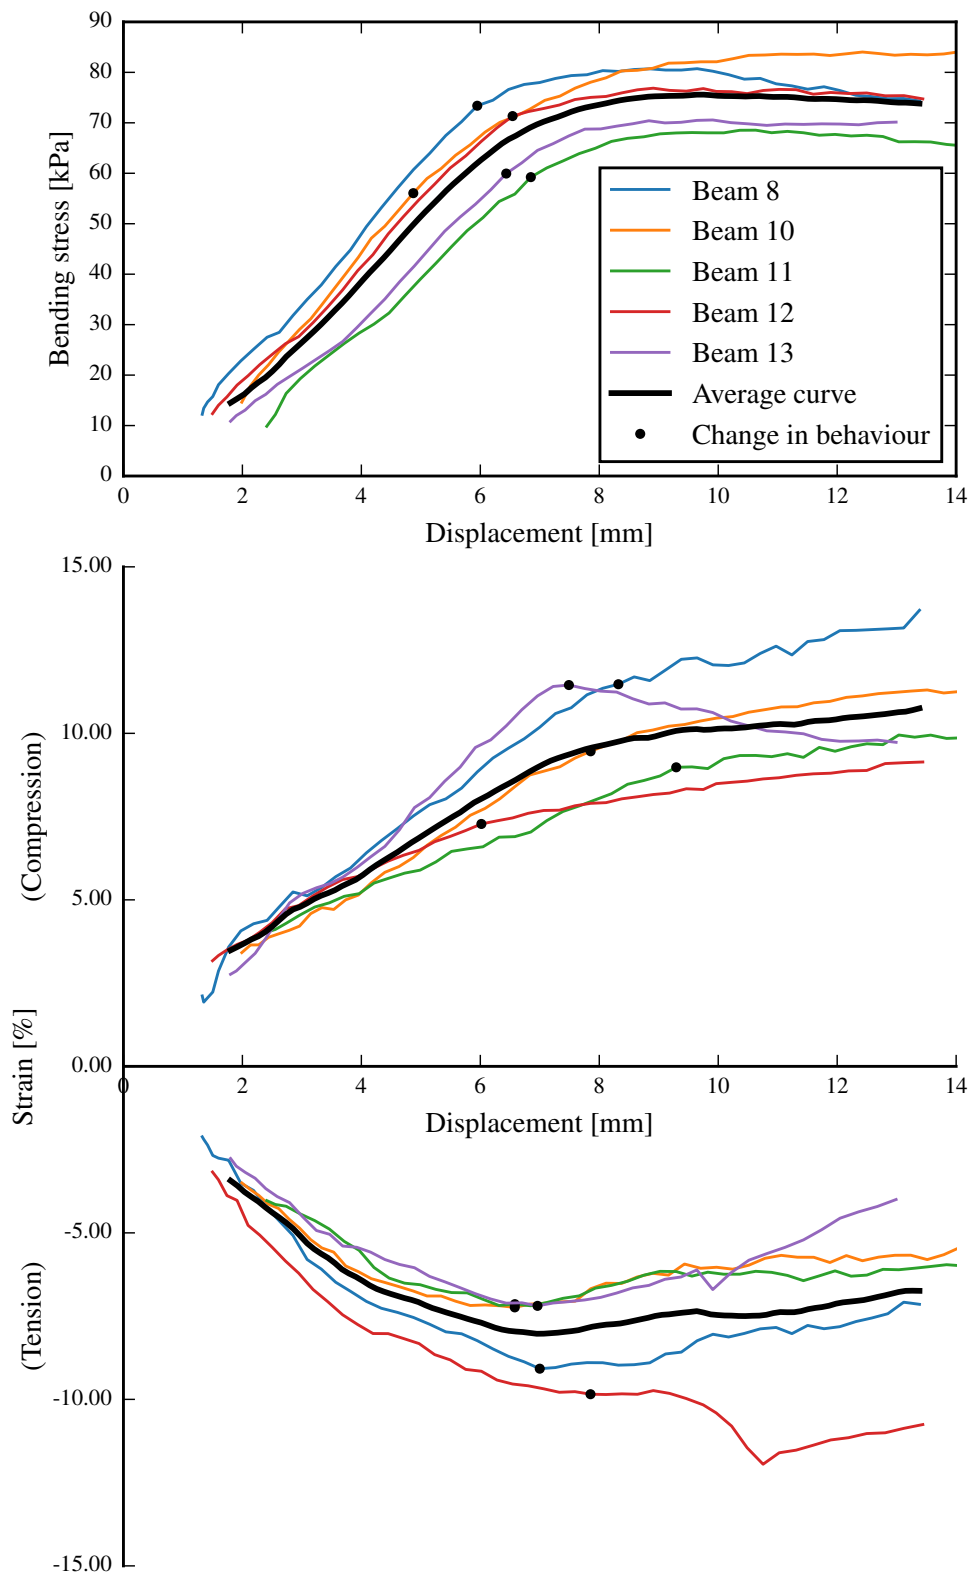 90
80
70
60
50
40
30
20
10
0
Bending stress [kPa]
Beam 8
Beam 10
Beam 11
Beam 12
Beam 13
Average curve
Change in behaviour
0 2 4 6 8 10 12 14
Displacement [mm]
15.00
10.00
5.00
0.00
(Compression)
Strain [%]
(Tension)
0 2 4 6 8 10 12 14
Displacement [mm]
-5.00
-10.00
-15.00